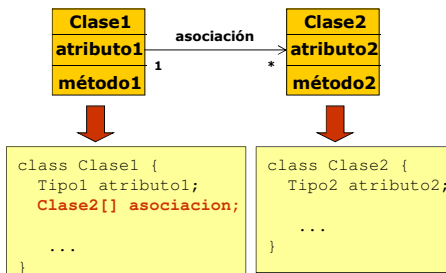 Clase1
atributo1
método1
asociación
1
*
Clase2
atributo2
método2
class Clase1 {
Tipo1 atributo1;
Clase2[] asociacion;
...
}
class Clase2 {
Tipo2 atributo2;
...
}